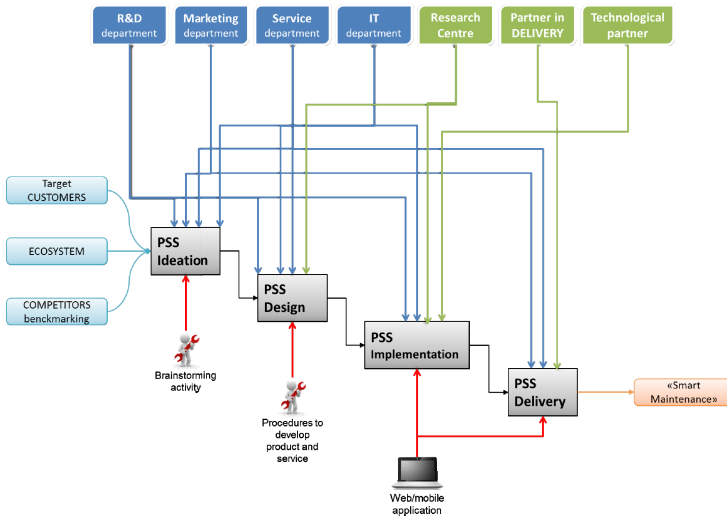 R&D
department
Marketing
department
Service
department
IT
department
Research
Centre
Partner in
DELIVERY
Technological
partner
Target
CUSTOMERS
ECOSYSTEM
COMPETITORS
benckmarking
PSS
Ideation
PSS
Design
PSS
Implementation
PSS
Delivery
«Smart
Maintenance»
Brainstorming
activity
Procedures to
develop
product and
service
Web/mobile
application